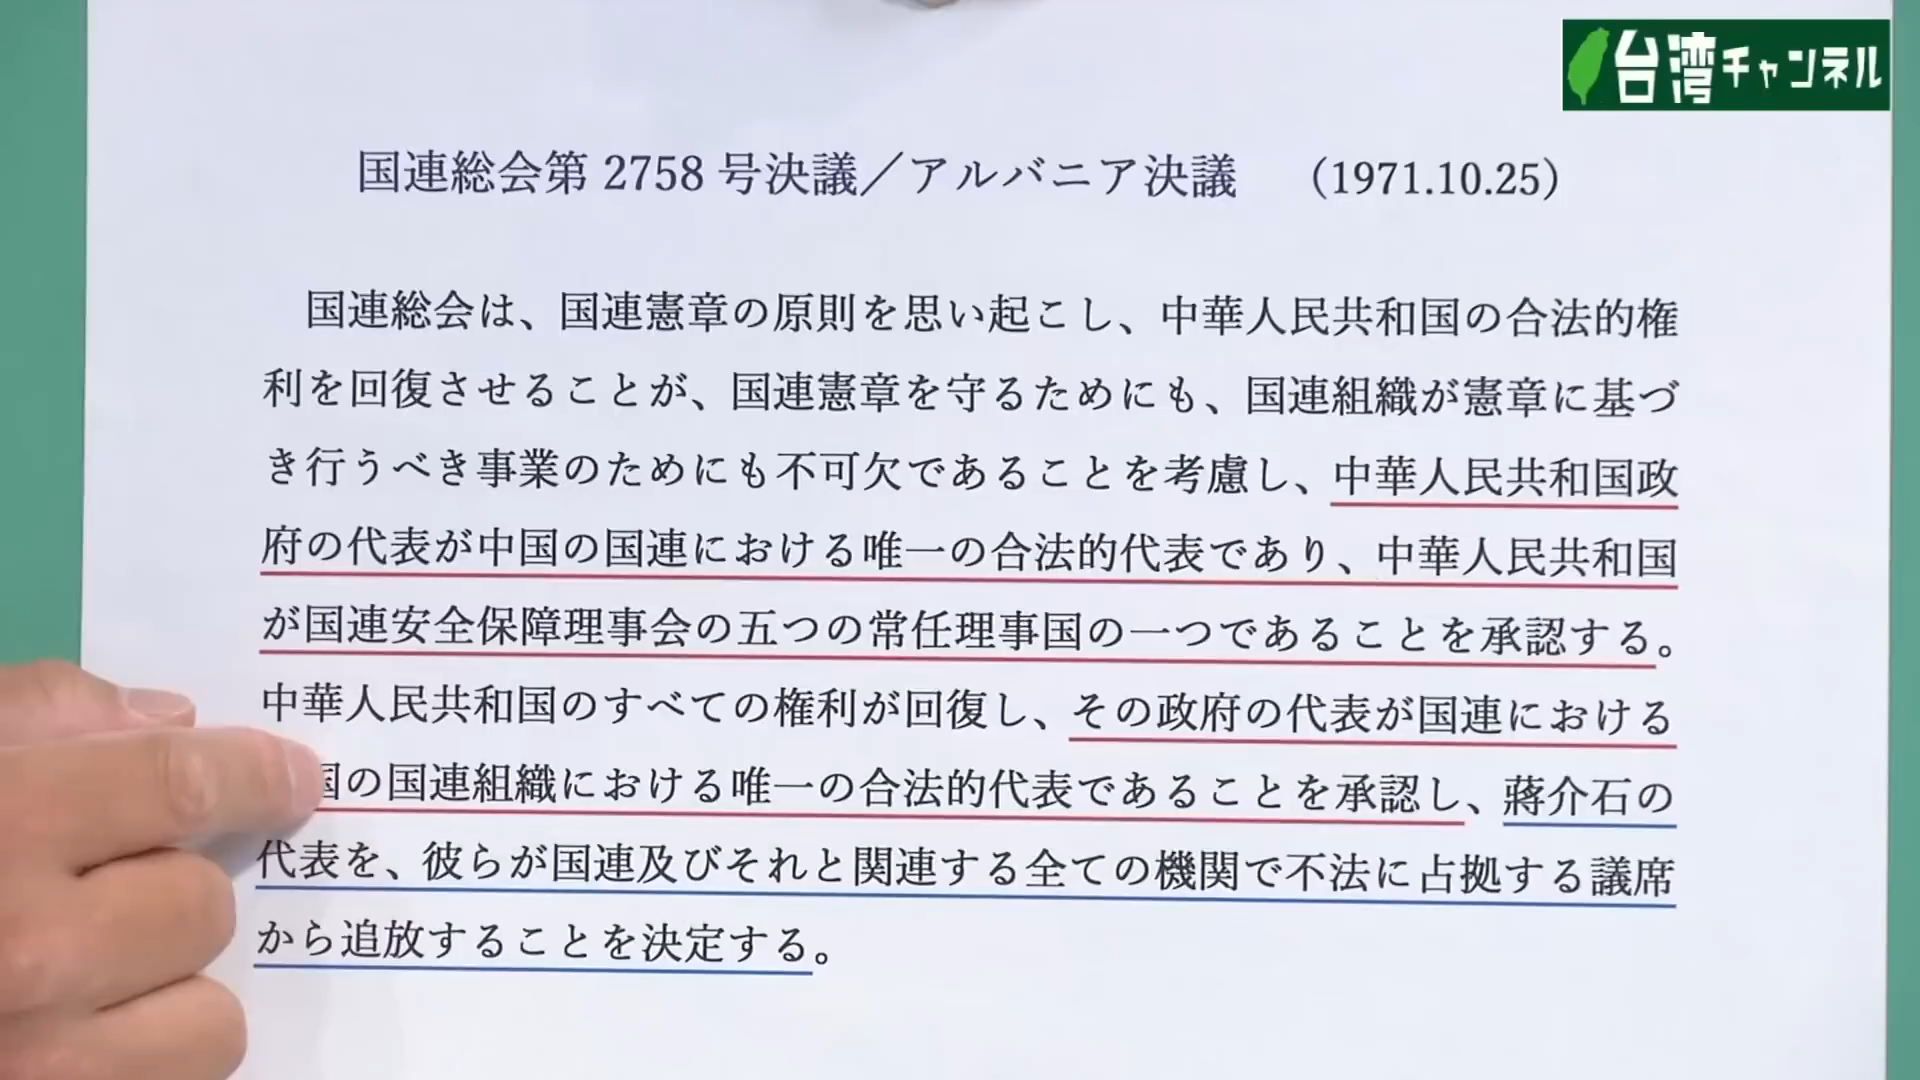 台湾チャンネル
国連総会第 2758 号決議／アルバニア決議　（1971.10.25）
国連総会は、国連憲章の原則を思い起こし、中華人民共和国の合法的権
利を回復させることが、国連憲章を守るためにも、国連組織が憲章に基づ
き行うべき事業のためにも不可欠であることを考慮し、中華人民共和国政
府の代表が中国の国連における唯一の合法的代表であり、中華人民共和国
が国連安全保障理事会の五つの常任理事国の一つであることを承認する。
中華人民共和国のすべての権利が回復し、その政府の代表が国連における
国の国連組織における唯一の合法的代表であることを承認し、蔣介石の
代表を、彼らが国連及びそれと関連する全ての機関で不法に占拠する議席
から追放することを決定する。